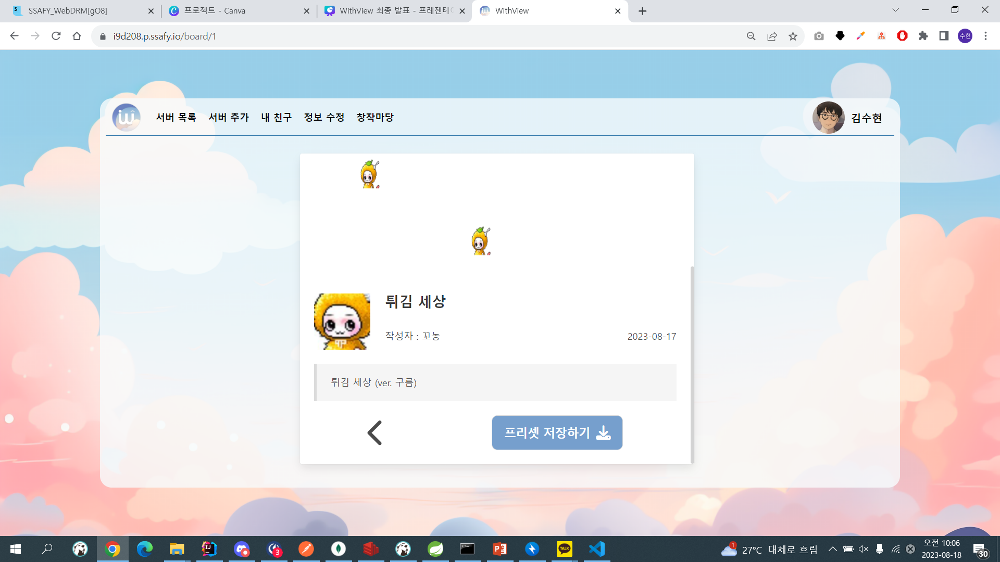 SSAFY_WebDRM[gO8]
프로젝트 - Canva
WithView 최종 발표 - 프레젠테이
WithView
i9d208.p.ssafy.io/board/1
수현
서버 목록 서버 추가 내 친구 정보 수정 창작마당
김수현
튀김 세상
작성자 : 꼬농
2023-08-17
튀김 세상 (ver. 구름)
프리셋 저장하기
3
TALK
1
27°C 대체로 흐림
오전 10:06
2023-08-18
30